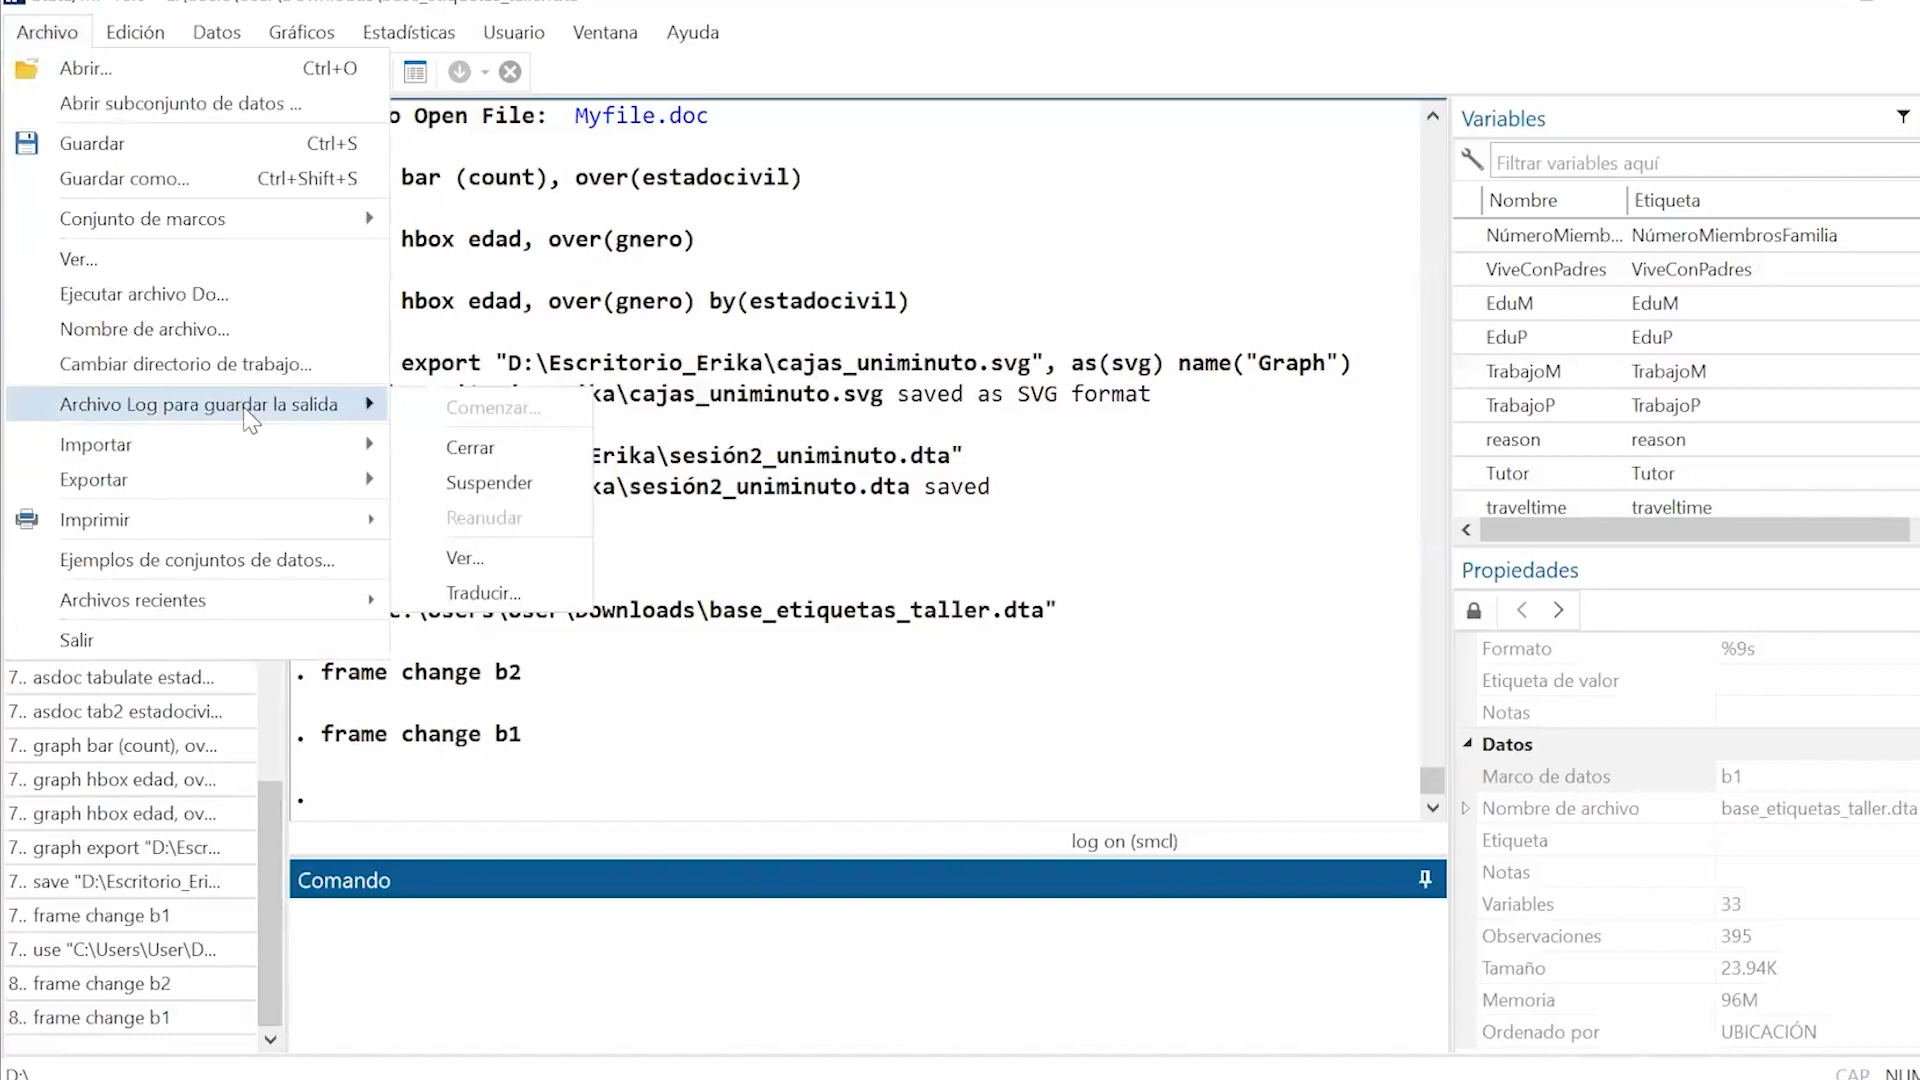 Archivo Edición Datos Gráficos Estadísticas Usuario Ventana Ayuda
Abrir... Ctrl+O
Abrir subconjunto de datos ...
Guardar Ctrl+S
Guardar como... Ctrl+Shift+S
Conjunto de marcos
Ver...
Ejecutar archivo Do...
Nombre de archivo...
Cambiar directorio de trabajo...
Archivo Log para guardar la salida
Importar
Exportar
Imprimir
Ejemplos de conjuntos de datos...
Archivos recientes
Salir
Comenzar...
Cerrar
Suspender
Reanudar
Ver...
Traducir...
7.. asdoc tabulate estad...
7.. asdoc tab2 estadocivi...
7.. graph bar (count), ov...
7.. graph hbox edad, ov...
7.. graph hbox edad, ov...
7.. graph export "D:\Escr...
7.. save "D:\Escritorio_Eri...
7.. frame change b1
7.. use "C:\Users\User\D...
8.. frame change b2
8.. frame change b1
o Open File: Myfile.doc
bar (count), over(estadocivil)
hbox edad, over(gnero)
hbox edad, over(gnero) by(estadocivil)
export "D:\Escritorio_Erika\cajas_uniminuto.svg", as(svg) name("Graph")
ka\cajas_uniminuto.svg saved as SVG format
Erika\sesión2_uniminuto.dta"
ka\sesión2_uniminuto.dta saved
\Users\User\Downloads\base_etiquetas_taller.dta"
. frame change b2
. frame change b1
.
log on (smcl)
Comando
Variables
Filtrar variables aquí
Nombre Etiqueta
NúmeroMiemb... NúmeroMiembrosFamilia
ViveConPadres ViveConPadres
EduM EduM
EduP EduP
TrabajoM TrabajoM
TrabajoP TrabajoP
reason reason
Tutor Tutor
traveltime traveltime
Propiedades
Formato %9s
Etiqueta de valor
Notas
Datos
Marco de datos b1
Nombre de archivo base_etiquetas_taller.dta
Etiqueta
Notas
Variables 33
Observaciones 395
Tamaño 23.94K
Memoria 96M
Ordenado por UBICACIÓN
D:\
CAP NUM